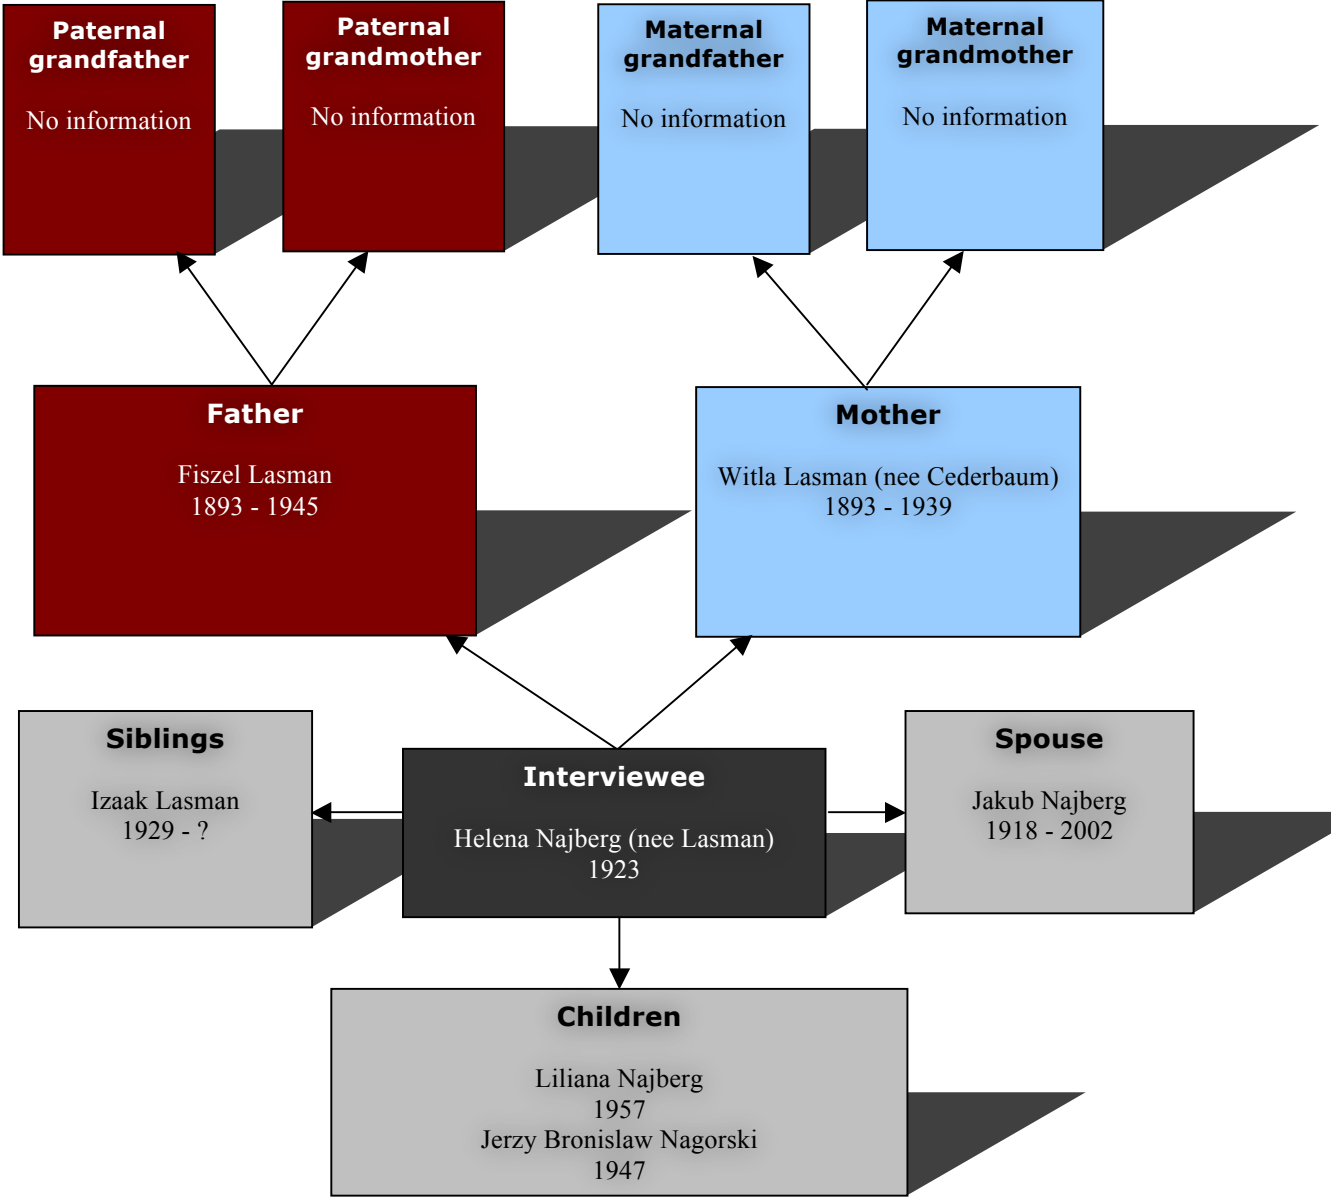 Paternal
grandfather
No information
Paternal
grandmother
No information
Maternal
grandfather
No information
Maternal
grandmother
No information
Father
Fiszel Lasman
1893 - 1945
Mother
Witla Lasman (nee Cederbaum)
1893 - 1939
Siblings
Izaak Lasman
1929 - ?
Interviewee
Helena Najberg (nee Lasman)
1923
Spouse
Jakub Najberg
1918 - 2002
Children
Liliana Najberg
1957
Jerzy Bronislaw Nagorski
1947